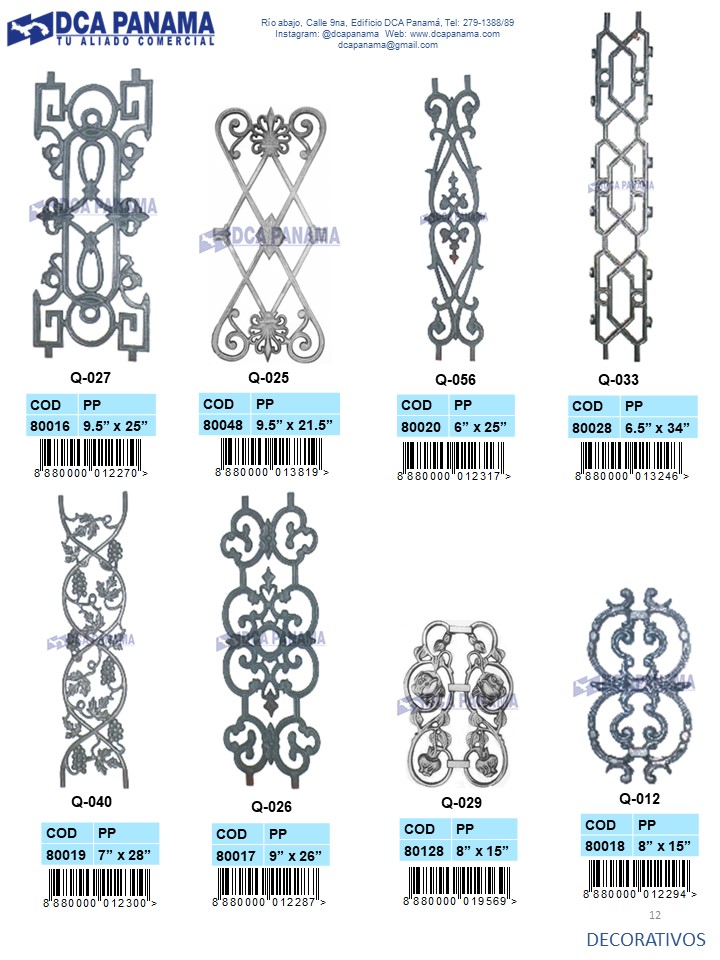 DCA PANAMA
TU ALIADO COMERCIAL
Río abajo, Calle 9na, Edificio DCA Panamá, Tel: 279-1388/89
Instagram: @dcapanama Web: www.dcapanama.com
dcapanama@gmail.com
DCA PANAMA
DCA PANAMA
DCA PANAMA
DCA PANAMA
Q-027
COD PP
80016 9.5” x 25”
8 880000 012270 >
Q-025
COD PP
80048 9.5” x 21.5”
8 880000 013819 >
Q-056
COD PP
80020 6” x 25”
8 880000 012317 >
Q-033
COD PP
80028 6.5” x 34”
8 880000 013246 >
DCA PANAMA
DCA PANAMA
DCA PANAMA
DCA PANAMA
Q-040
COD PP
80019 7” x 28”
8 880000 012300 >
Q-026
COD PP
80017 9” x 26”
8 880000 012287 >
Q-029
COD PP
80128 8” x 15”
8 880000 019569 >
Q-012
COD PP
80018 8” x 15”
8 880000 012294 >
12
DECORATIVOS